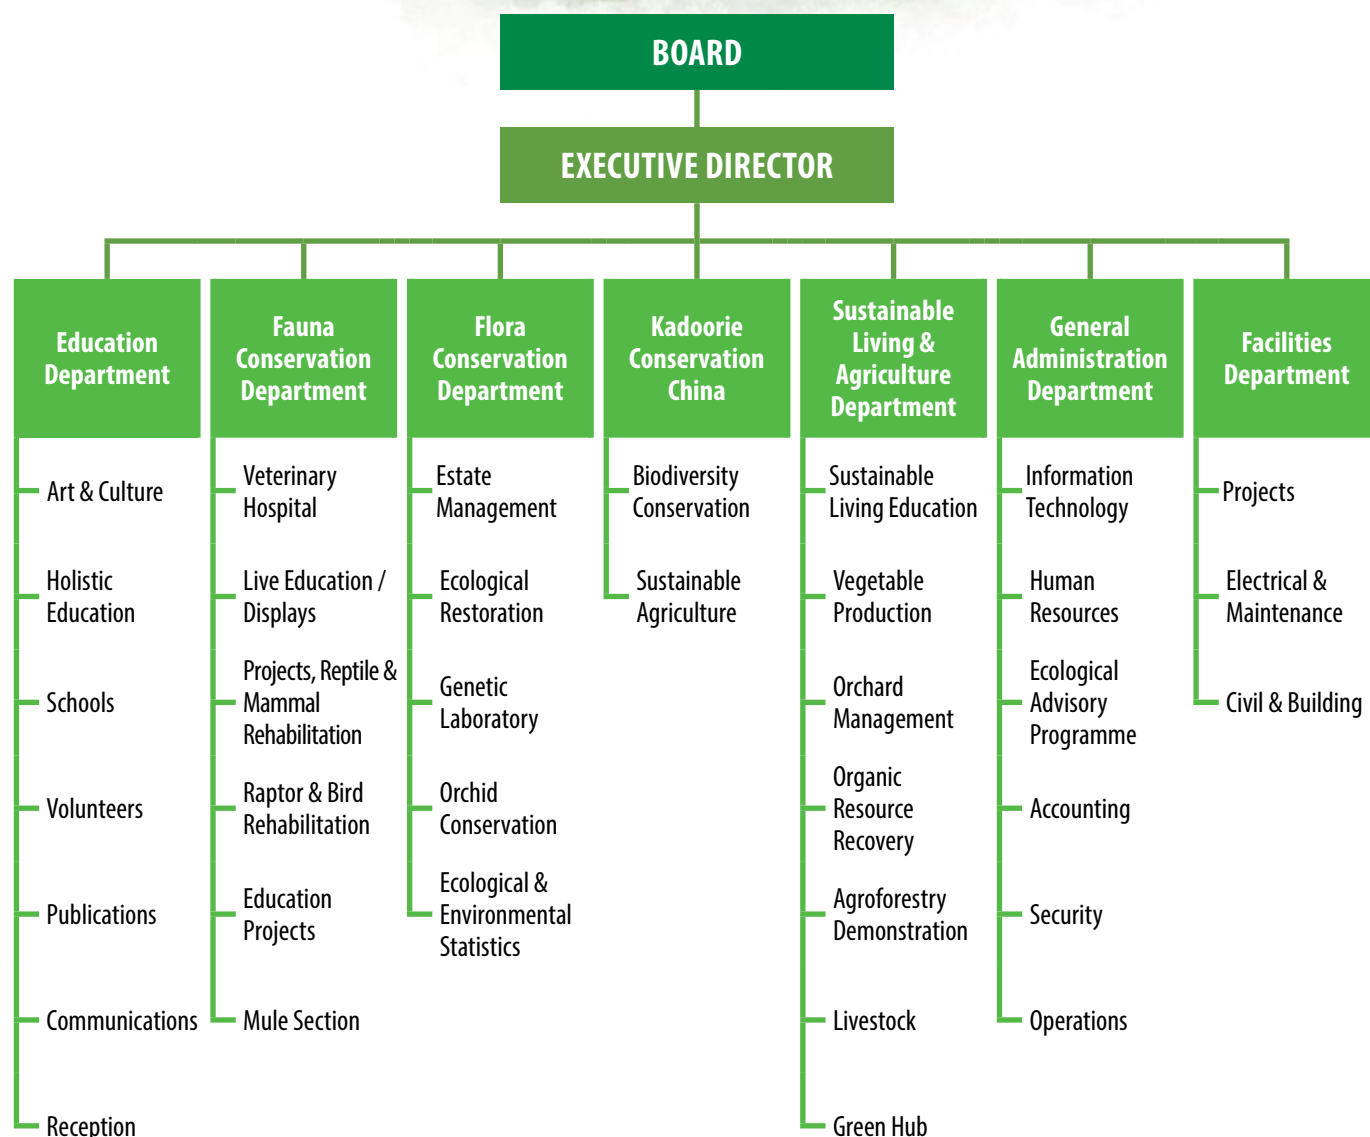 BOARD
EXECUTIVE DIRECTOR
Education
Department
Art & Culture
Holistic
Education
Schools
Volunteers
Publications
Communications
Reception
Fauna
Conservation
Department
Veterinary
Hospital
Live Education /
Displays
Projects, Reptile &
Mammal
Rehabilitation
Raptor & Bird
Rehabilitation
Education
Projects
Mule Section
Flora
Conservation
Department
Estate
Management
Ecological
Restoration
Genetic
Laboratory
Orchid
Conservation
Ecological &
Environmental
Statistics
Kadoorie
Conservation
China
Biodiversity
Conservation
Sustainable
Agriculture
Sustainable
Living &
Agriculture
Department
Sustainable
Living Education
Vegetable
Production
Orchard
Management
Organic
Resource
Recovery
Agroforestry
Demonstration
Livestock
Green Hub
General
Administration
Department
Information
Technology
Human
Resources
Ecological
Advisory
Programme
Accounting
Security
Operations
Facilities
Department
Projects
Electrical &
Maintenance
Civil & Building